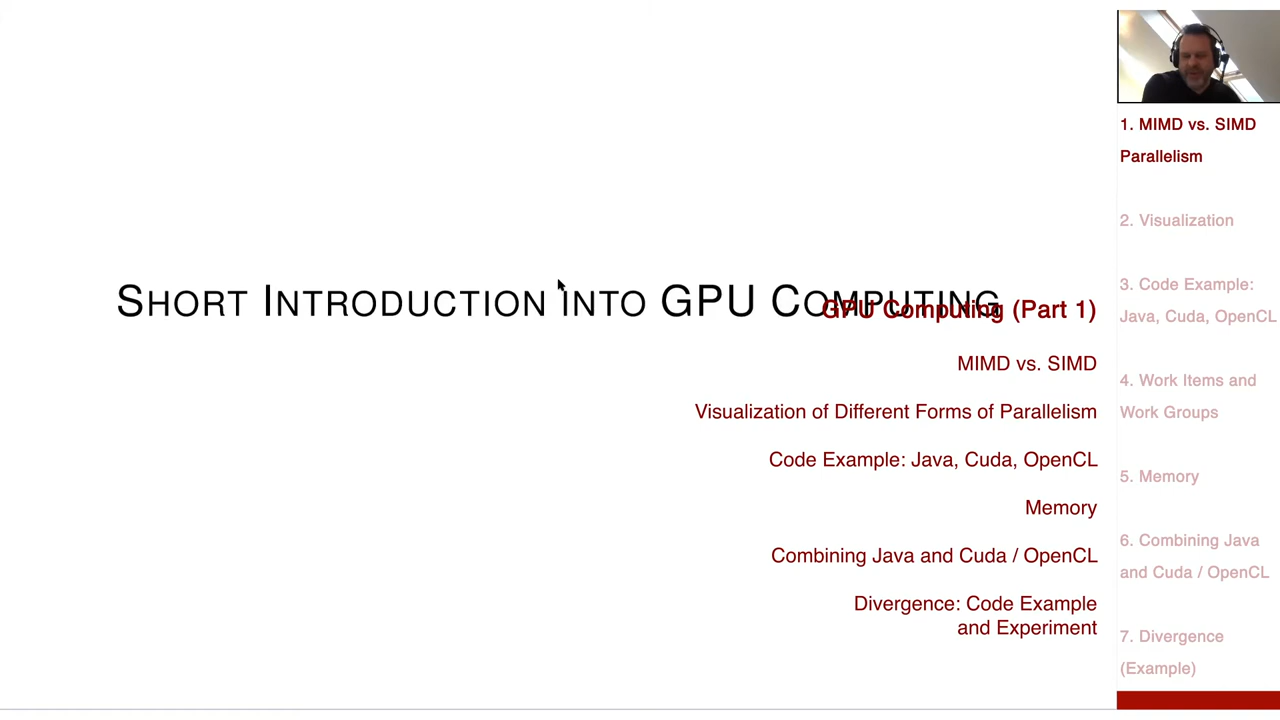 SHORT INTRODUCTION INTO GPU COMPUTING
GPU Computing (Part 1)
MIMD vs. SIMD
Visualization of Different Forms of Parallelism
Code Example: Java, Cuda, OpenCL
Memory
Combining Java and Cuda / OpenCL
Divergence: Code Example
and Experiment
1. MIMD vs. SIMD
Parallelism
2. Visualization
3. Code Example:
Java, Cuda, OpenCL
4. Work Items and
Work Groups
5. Memory
6. Combining Java
and Cuda / OpenCL
7. Divergence
(Example)